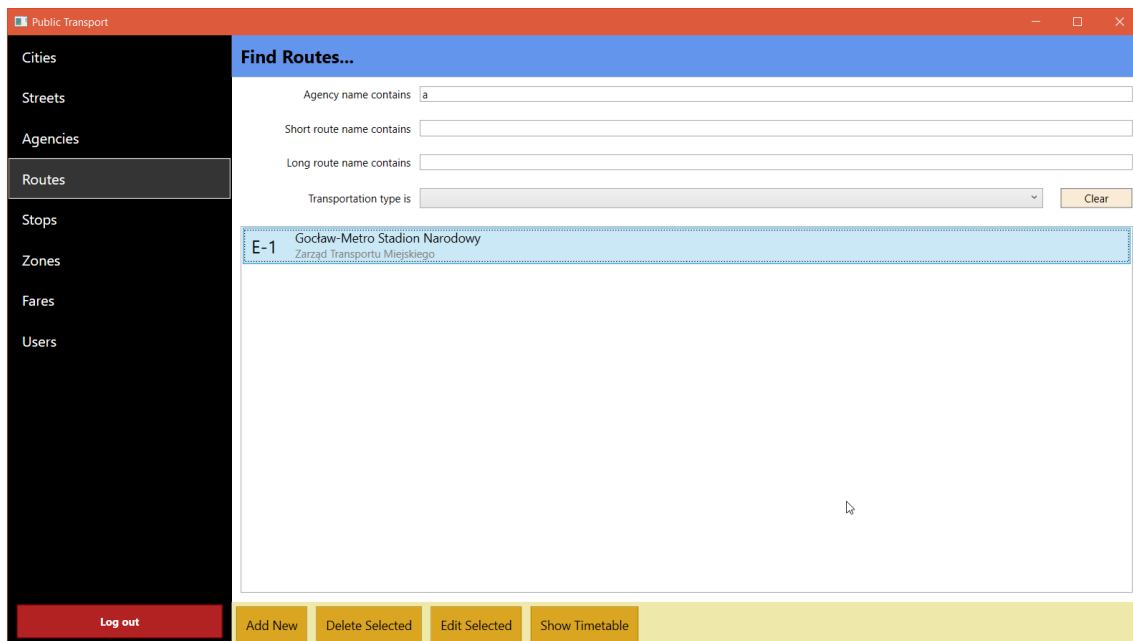 Public Transport
Cities
Streets
Agencies
Routes
Stops
Zones
Fares
Users
Log out
Find Routes...
Agency name contains a
Short route name contains
Long route name contains
Transportation type is
Clear
E-1
Gocław-Metro Stadion Narodowy
Zarząd Transportu Miejskiego
Add New
Delete Selected
Edit Selected
Show Timetable